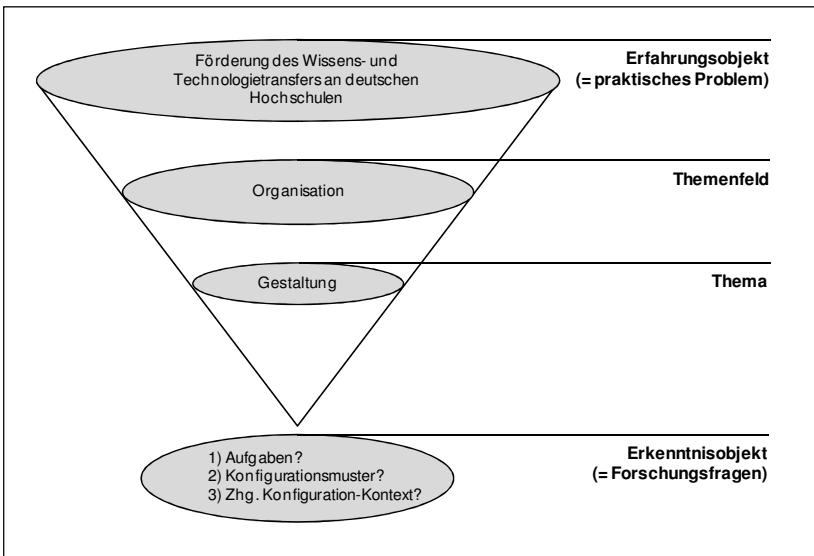 Förderung des Wissens- und
Technologietransfers an deutschen
Hochschulen
Erfahrungsobjekt
(= praktisches Problem)
Organisation
Themenfeld
Gestaltung
Thema
1) Aufgaben?
2) Konfigurationsmuster?
3) Zhg. Konfiguration-Kontext?
Erkenntnisobjekt
(= Forschungsfragen)